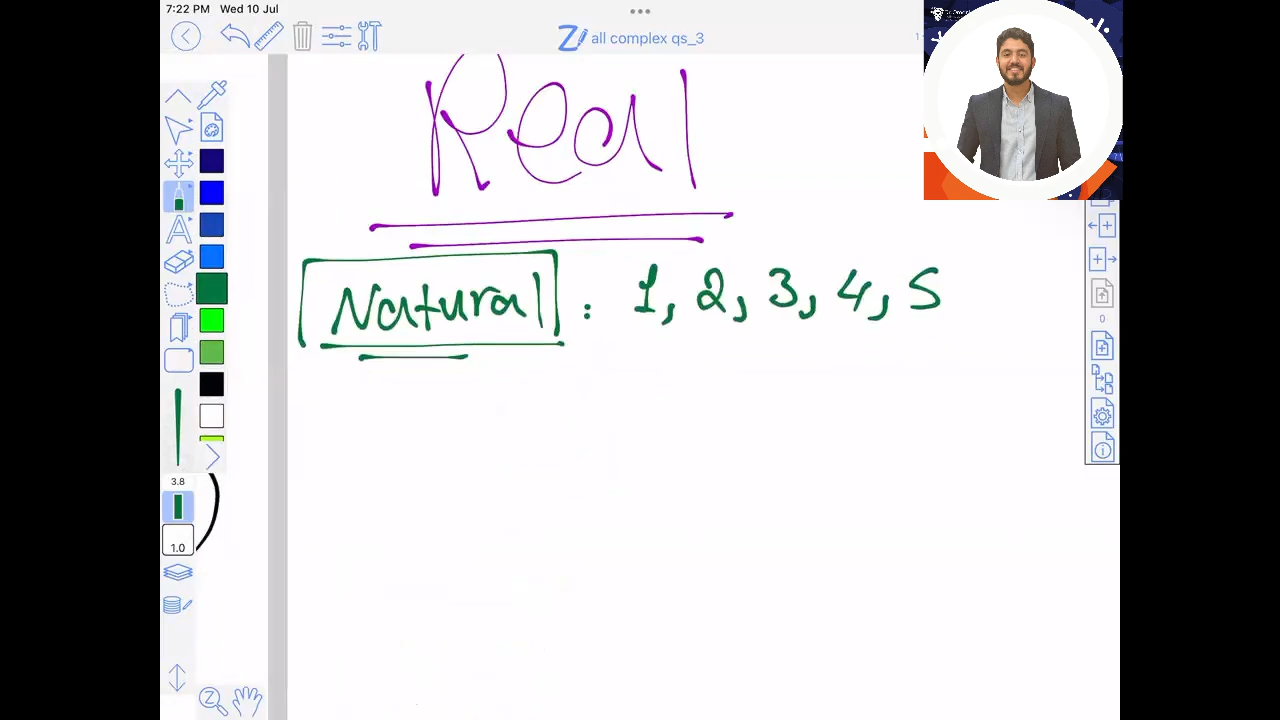 7:22 PM Wed 10 Jul
all complex qs_3
Real
Natural : 1, 2, 3, 4, 5
3.8
1.0
0